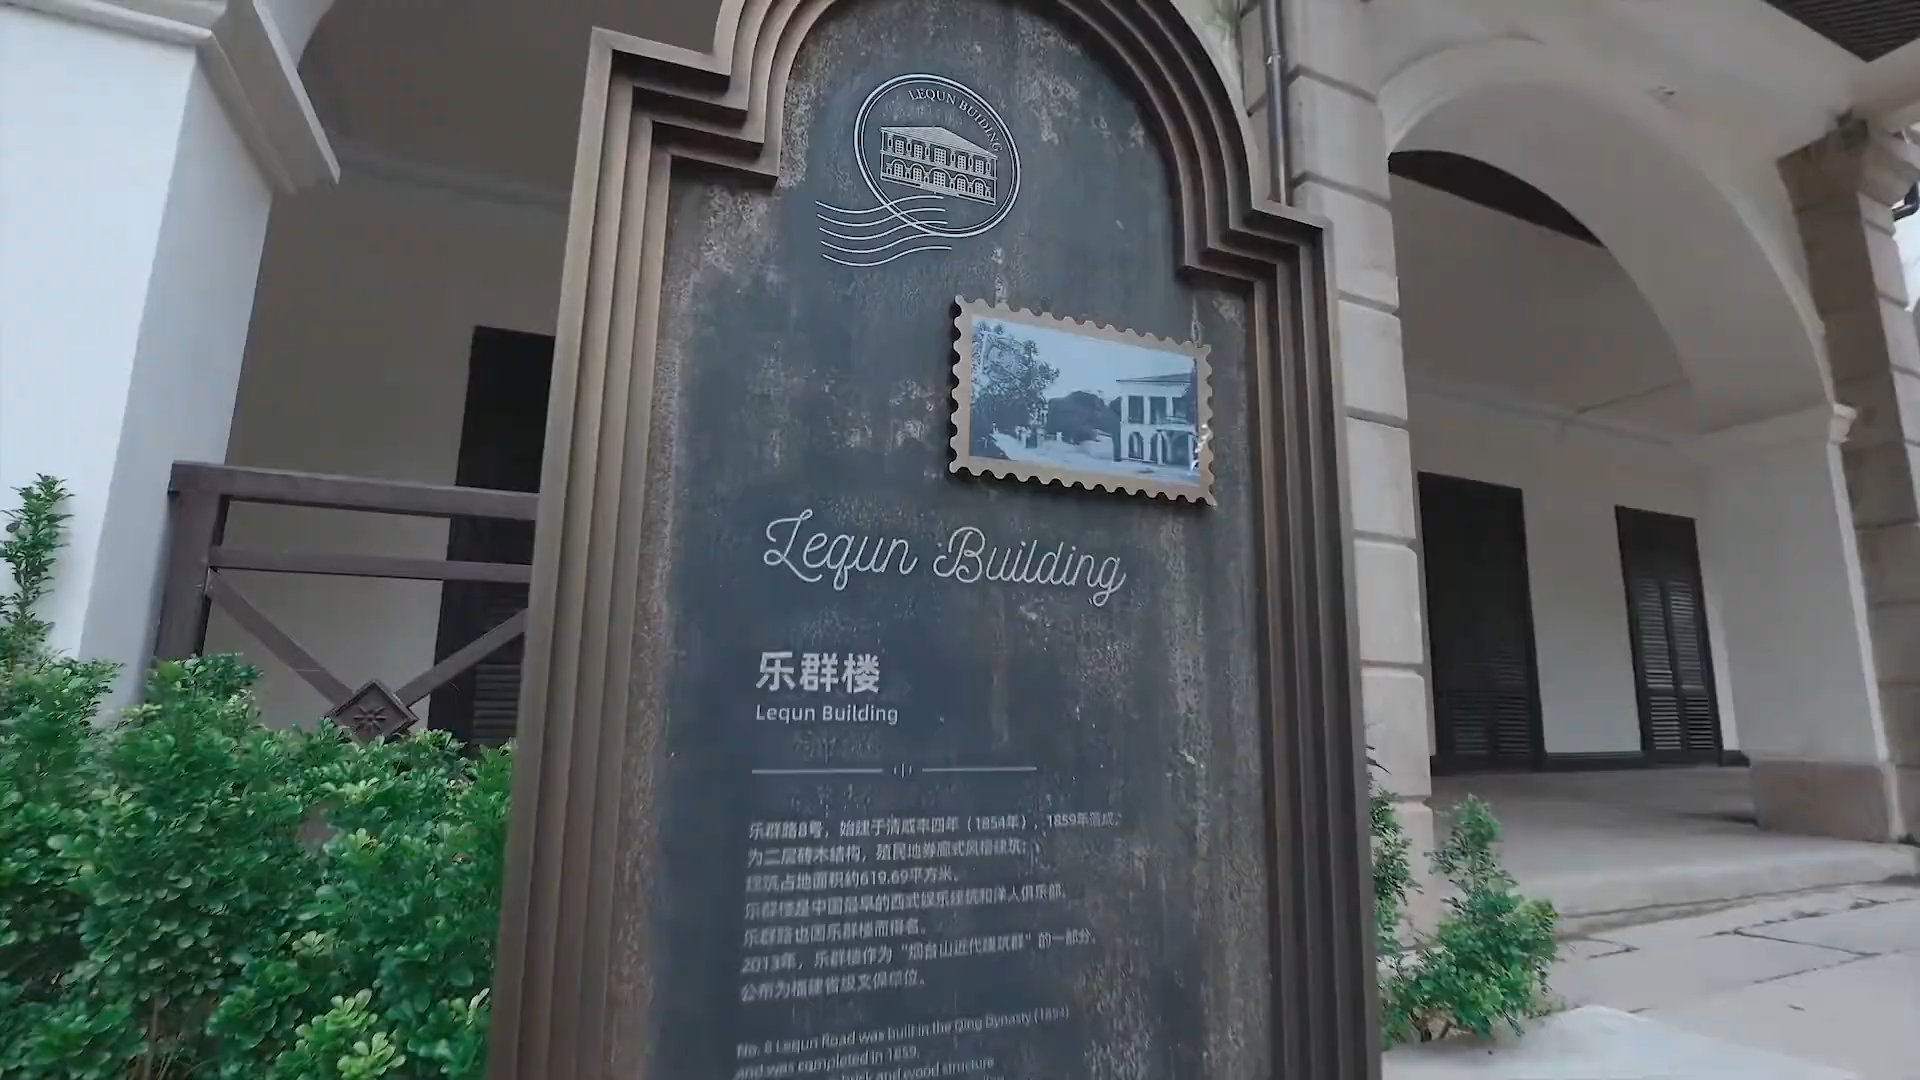 LEQUN BUIDING
Lequn Building
乐群楼
Lequn Building
乐群路8号，始建于清咸丰四年（1854年），1859年落成；
为二层砖木结构，殖民地券廊式风格建筑；
建筑占地面积约619.69平方米。
乐群楼是中国最早的西式娱乐建筑和洋人俱乐部，
乐群路也因乐群楼而得名。
2013年，乐群楼作为“烟台山近代建筑群”的一部分，
公布为福建省级文保单位。
No. 8 Lequn Road was built in the Qing Dynasty (1854)
and was completed in 1859.
brick and wood structure